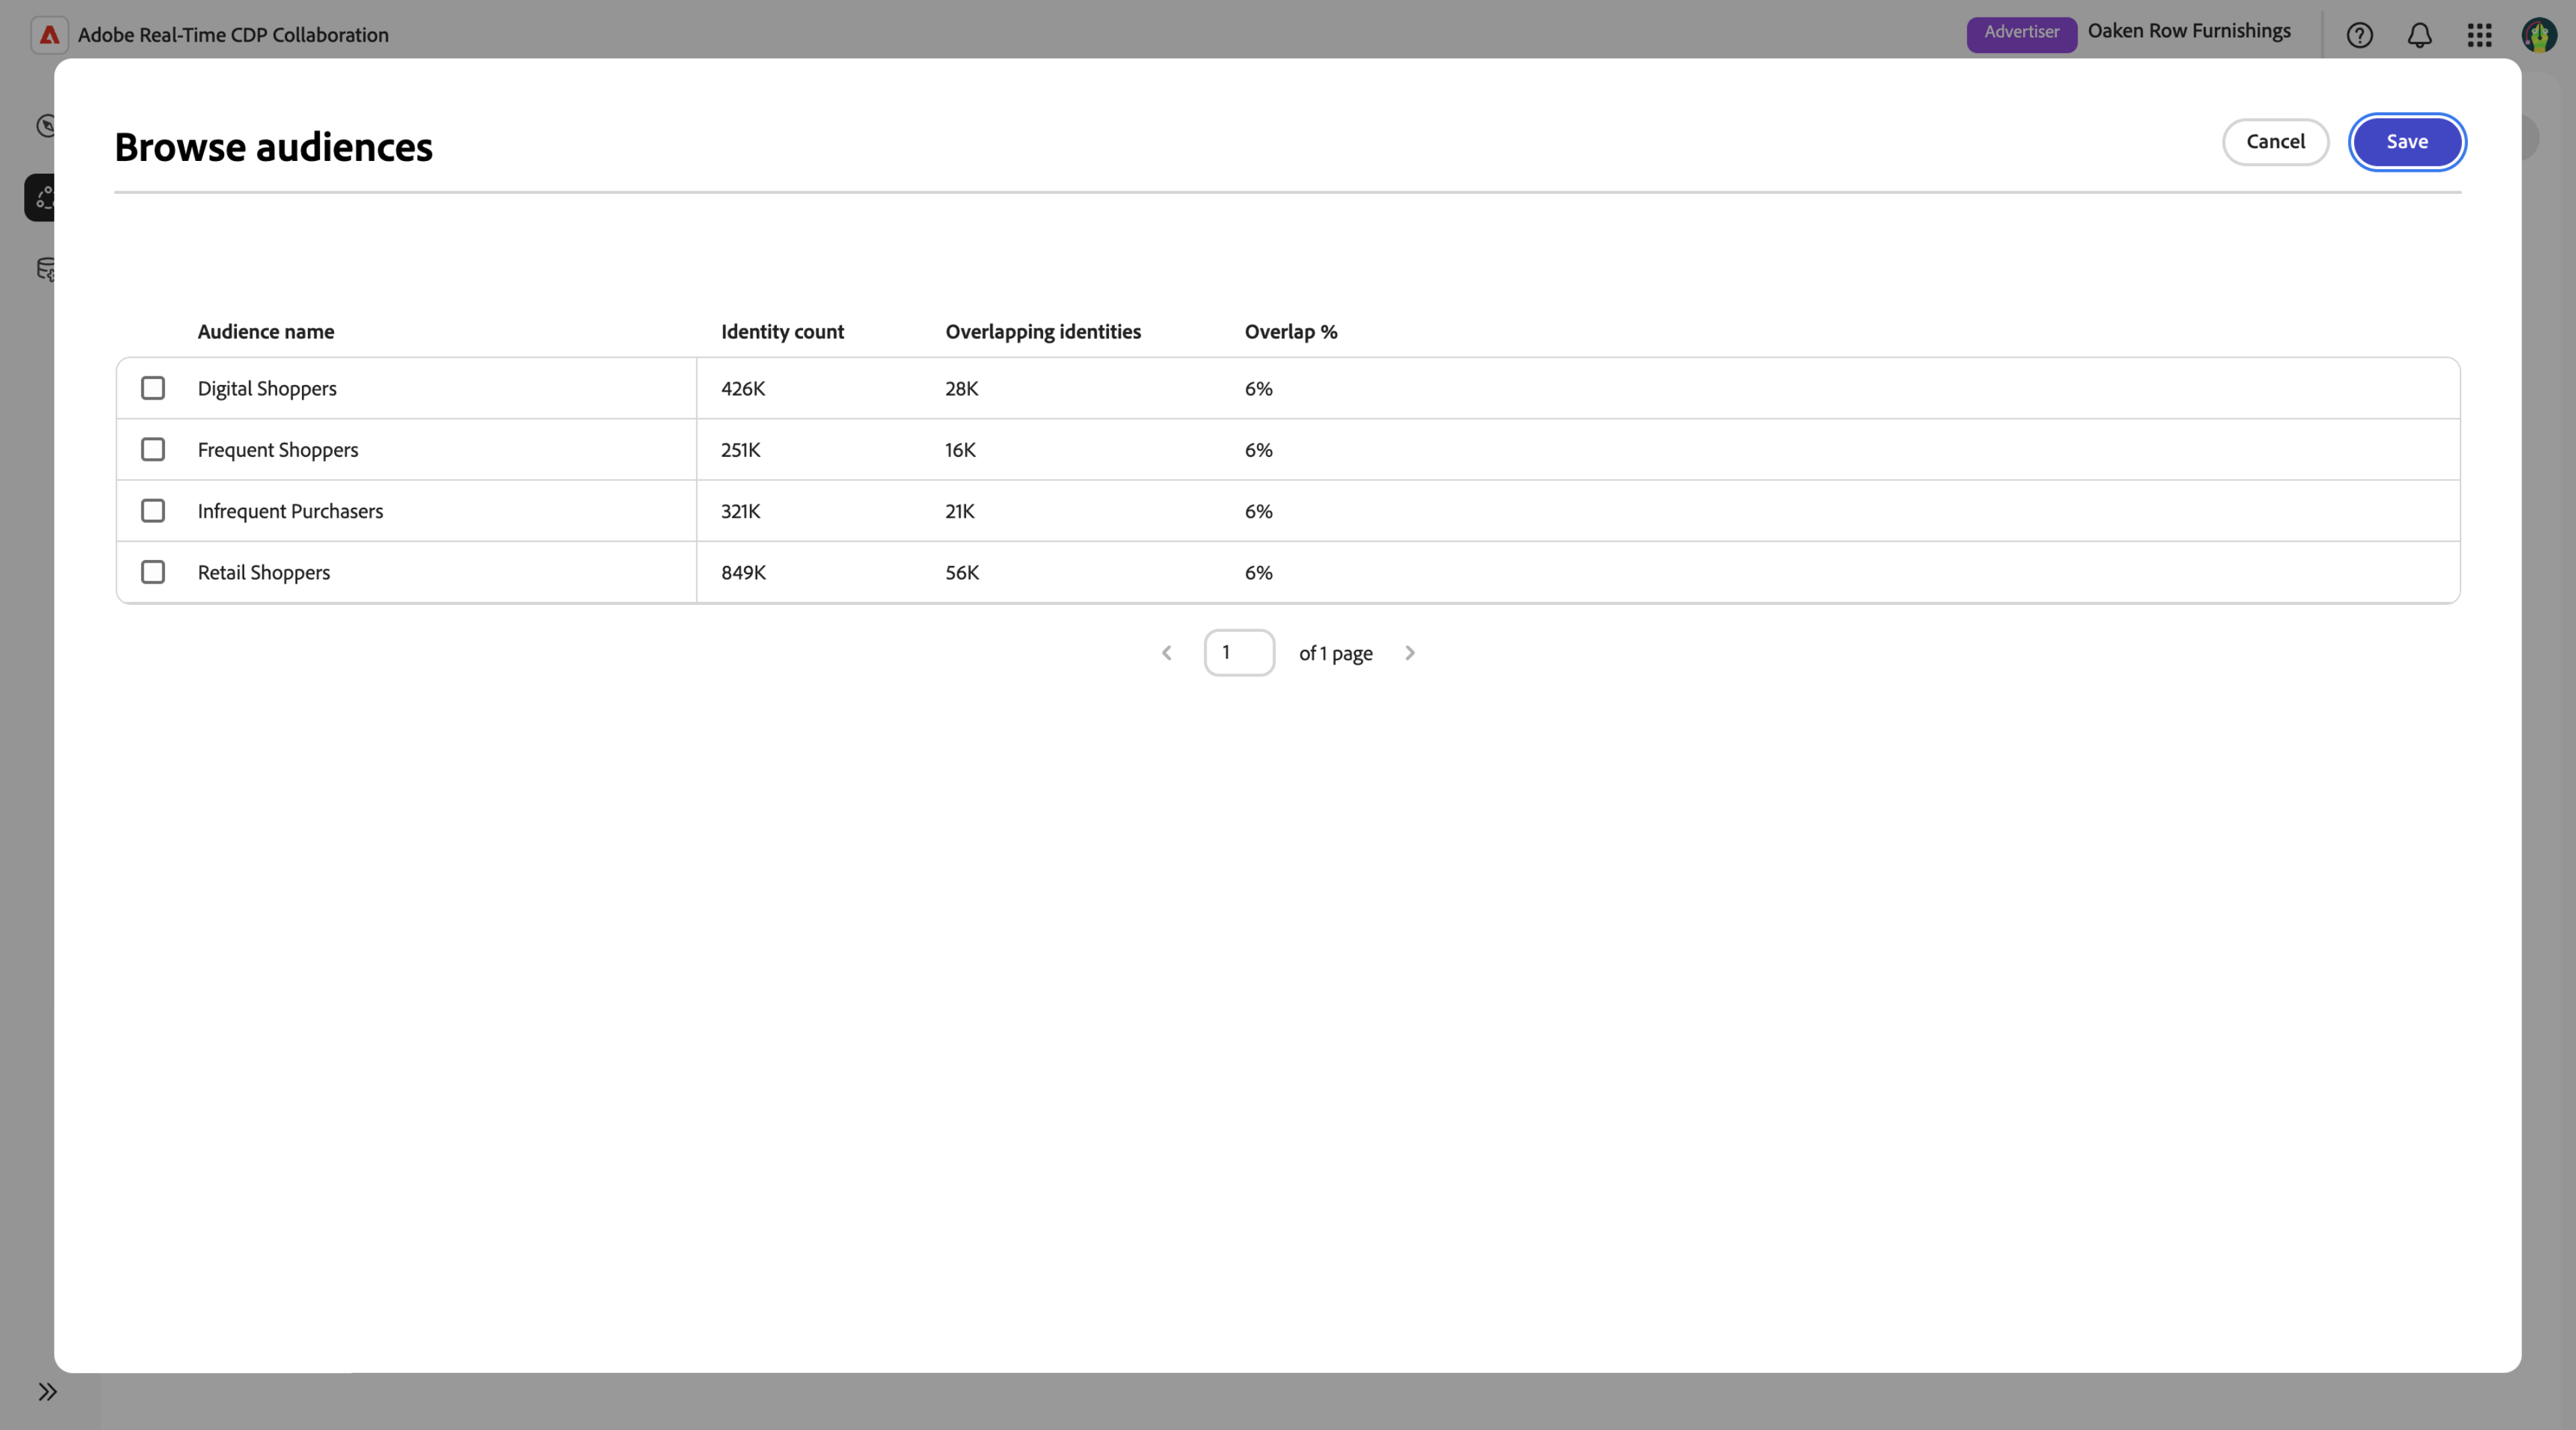 Adobe Real-Time CDP Collaboration
Advertiser Oaken Row Furnishings
Browse audiences
Cancel Save
Audience name Identity count Overlapping identities Overlap %
Digital Shoppers 426K 28K 6%
Frequent Shoppers 251K 16K 6%
Infrequent Purchasers 321K 21K 6%
Retail Shoppers 849K 56K 6%
1 of 1 page